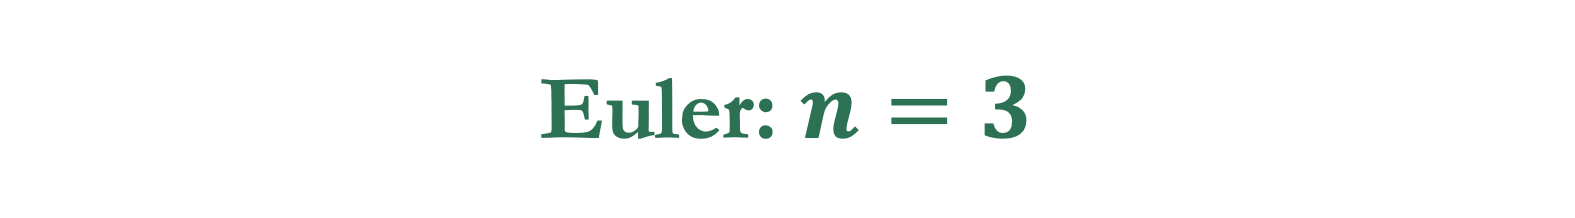 Euler: n = 3